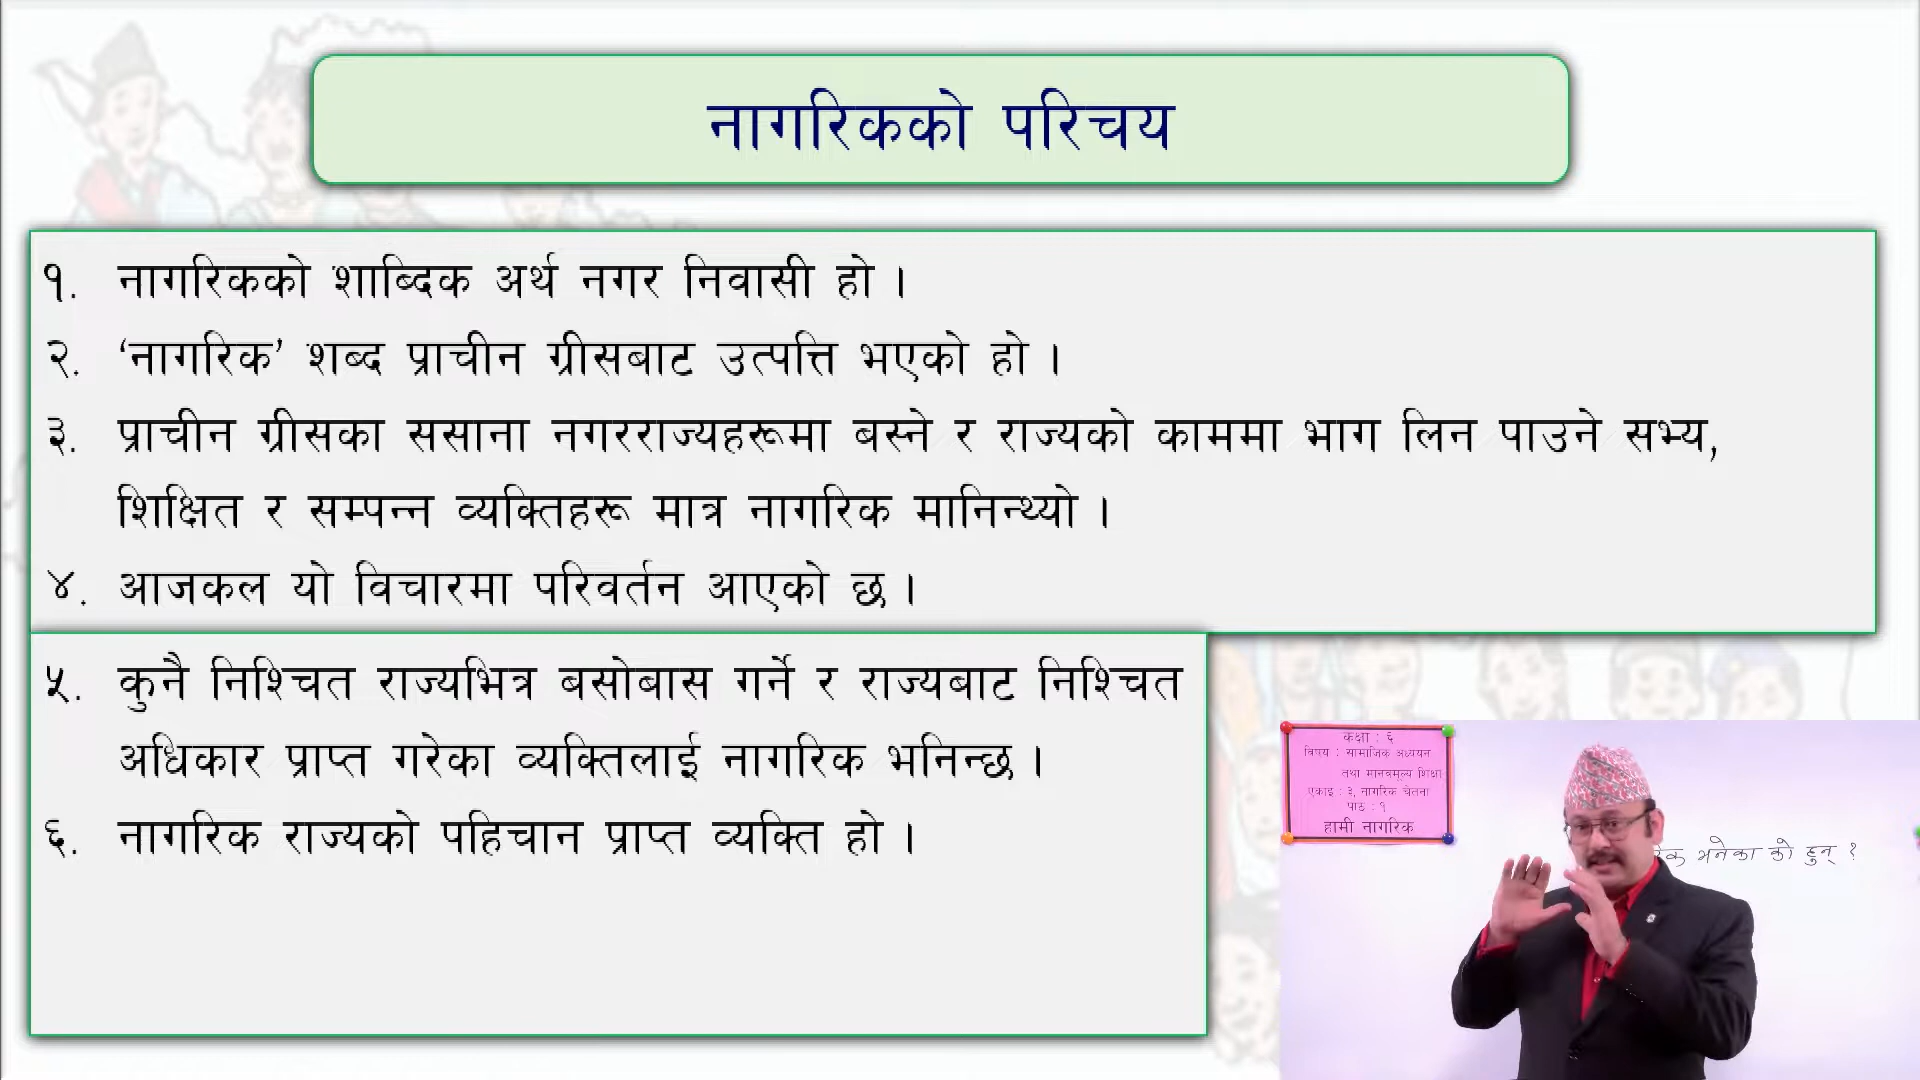 नागरिकको परिचय
१. नागरिकको शाब्दिक अर्थ नगर निवासी हो ।
२. ‘नागरिक’ शब्द प्राचीन ग्रीसबाट उत्पत्ति भएको हो ।
३. प्राचीन ग्रीसका ससाना नगरराज्यहरूमा बस्ने र राज्यको काममा भाग लिन पाउने सभ्य,
शिक्षित र सम्पन्न व्यक्तिहरू मात्र नागरिक मानिन्थ्यो ।
४. आजकल यो विचारमा परिवर्तन आएको छ ।
५. कुनै निश्चित राज्यभित्र बसोबास गर्ने र राज्यबाट निश्चित
अधिकार प्राप्त गरेका व्यक्तिलाई नागरिक भनिन्छ ।
६. नागरिक राज्यको पहिचान प्राप्त व्यक्ति हो ।
कक्षा : ६
विषय : सामाजिक अध्ययन
तथा मानवमूल्य शिक्षा
एकाइ : ३, नागरिक चेतना
पाठ : १
हामी नागरिक
भनेका को हुन् ?